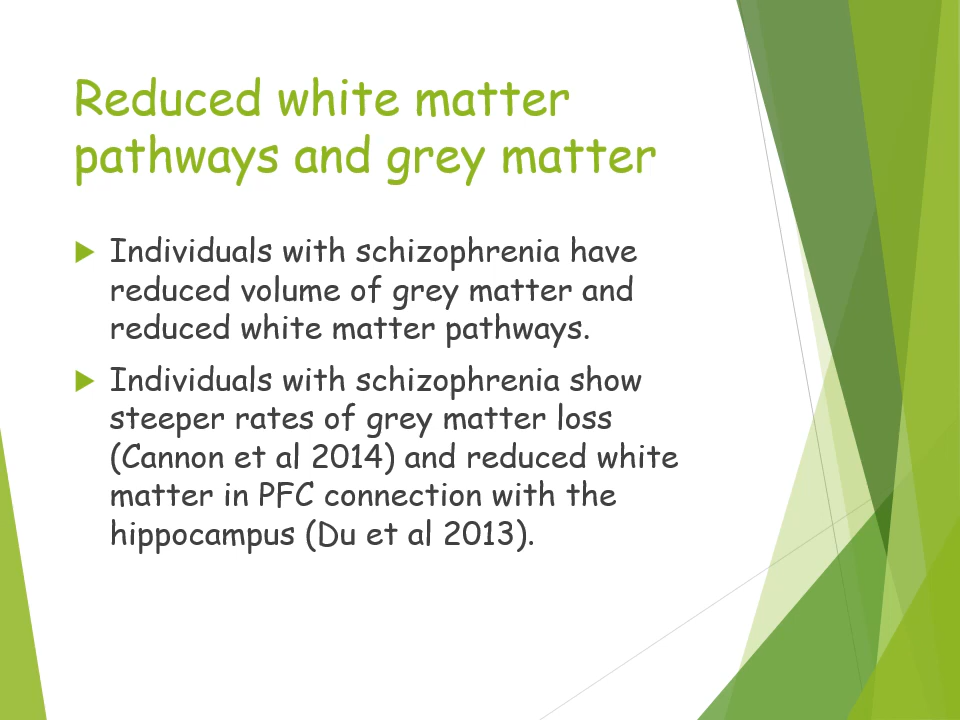 Reduced white matter
pathways and grey matter
Individuals with schizophrenia have
reduced volume of grey matter and
reduced white matter pathways.
Individuals with schizophrenia show
steeper rates of grey matter loss
(Cannon et al 2014) and reduced white
matter in PFC connection with the
hippocampus (Du et al 2013).